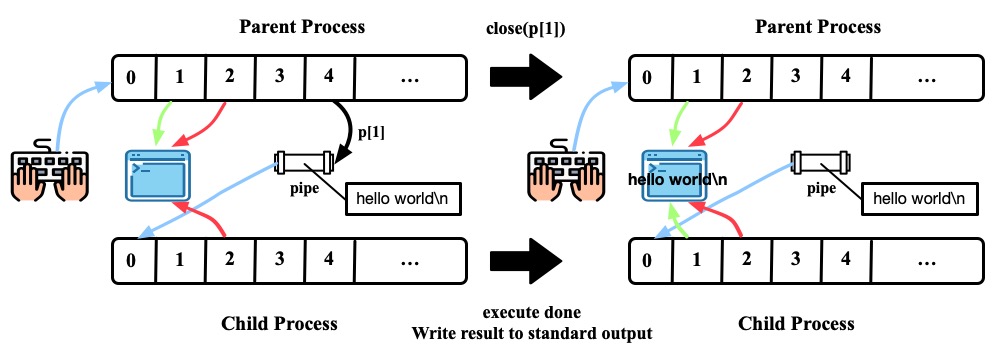 Parent Process
close(p[1])
Parent Process
0 1 2 3 4 ...
0 1 2 3 4 ...
p[1]
>_
pipe
hello world\n
>_
hello world\n
pipe
hello world\n
0 1 2 3 4 ...
0 1 2 3 4 ...
execute done
Write result to standard output
Child Process
Child Process